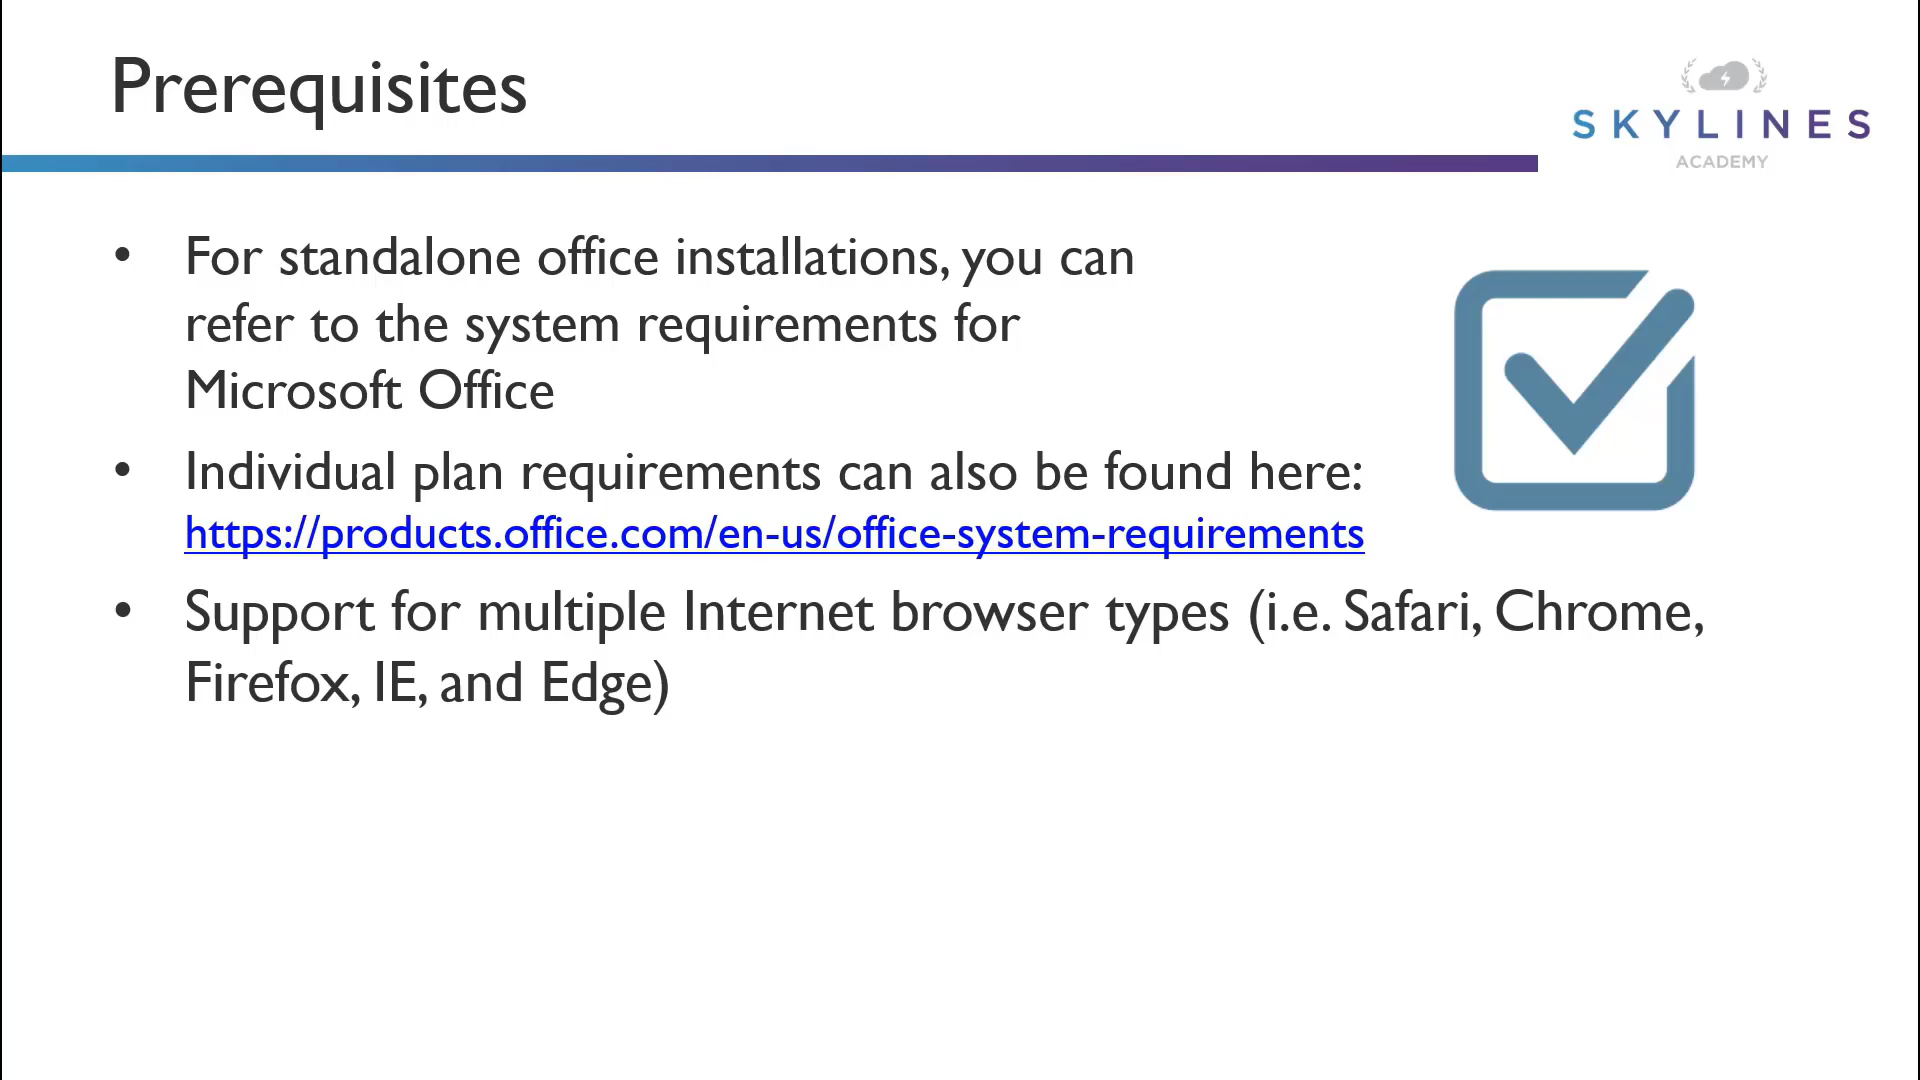 Prerequisites
SKYLINES
ACADEMY
• For standalone office installations, you can
refer to the system requirements for
Microsoft Office
• Individual plan requirements can also be found here:
https://products.office.com/en-us/office-system-requirements
• Support for multiple Internet browser types (i.e. Safari, Chrome,
Firefox, IE, and Edge)